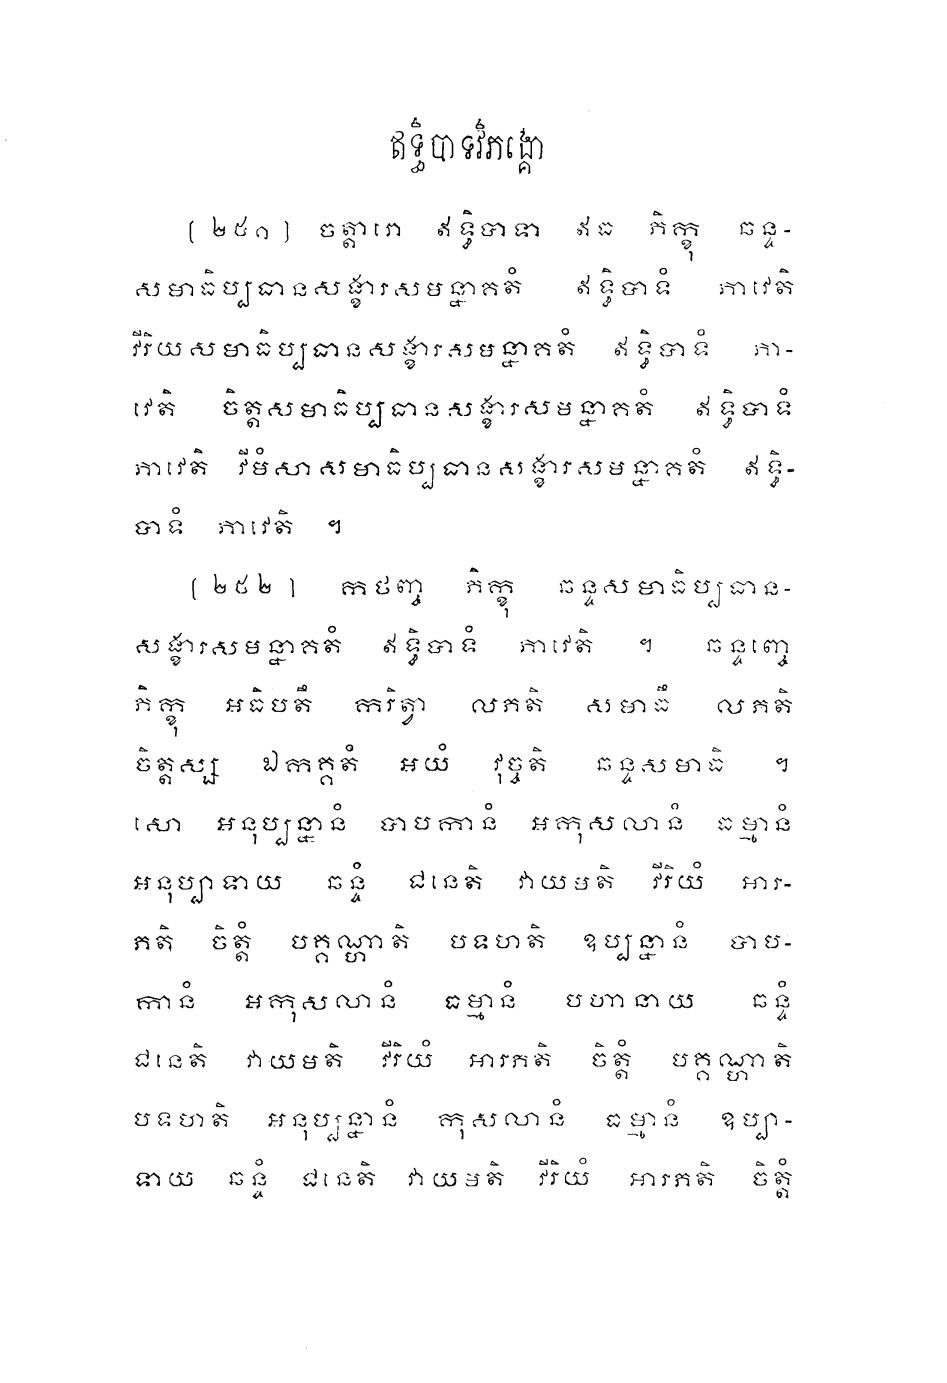 ឥទ្ធិបាទវិភង្គោ
[ ២៥១ ] ចត្តារោ ឥទ្ធិបាទា ឥធ ភិក្ខុ ឆន្ទ-
សមាធិប្បធានសង្ខារសមន្នាគតំ ឥទ្ធិបាទំ ភាវេតិ
វីរិយសមាធិប្បធានសង្ខារសមន្នាគតំ ឥទ្ធិបាទំ ភា-
វេតិ ចិត្តសមាធិប្បធានសង្ខារសមន្នាគតំ ឥទ្ធិបាទំ
ភាវេតិ វីមំសាសមាធិប្បធានសង្ខារសមន្នាគតំ ឥទ្ធិ-
បាទំ ភាវេតិ ។
[ ២៥២ ] កថញ្ច ភិក្ខុ ឆន្ទសមាធិប្បធាន-
សង្ខារសមន្នាគតំ ឥទ្ធិបាទំ ភាវេតិ ។ ឆន្ទញ្ចេ
ភិក្ខុ អធិបតឹ ករិត្វា លភតិ សមាធឹ លភតិ
ចិត្តស្ស ឯកគ្គតំ អយំ វុច្ចតិ ឆន្ទសមាធិ ។
សោ អនុប្បន្នានំ បាបកានំ អកុសលានំ ធម្មានំ
អនុប្បាទាយ ឆន្ទំ ជនេតិ វាយមតិ វីរិយំ អារ-
ភតិ ចិត្តំ បគ្គណ្ហាតិ បទហតិ ឧប្បន្នានំ បាប-
កានំ អកុសលានំ ធម្មានំ បហានាយ ឆន្ទំ
ជនេតិ វាយមតិ វីរិយំ អារភតិ ចិត្តំ បគ្គណ្ហាតិ
បទហតិ អនុប្បន្នានំ កុសលានំ ធម្មានំ ឧប្បា-
ទាយ ឆន្ទំ ជនេតិ វាយមតិ វីរិយំ អារភតិ ចិត្តំ